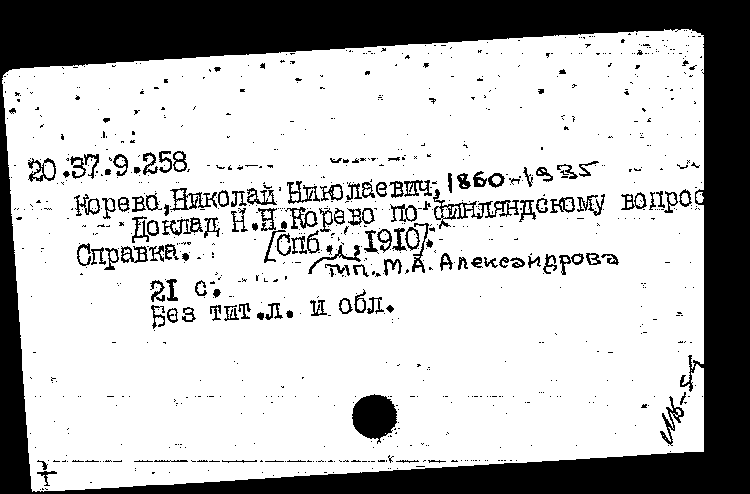 20.37.9.258
Корево, Николай Николаевич, 1860-1935
Доклад Н.Н.Корево по финляндскому вопрос
Справка. [Спб., 1910].
тип. М.А. Александрова
21 с.
Без тит.л. и обл.